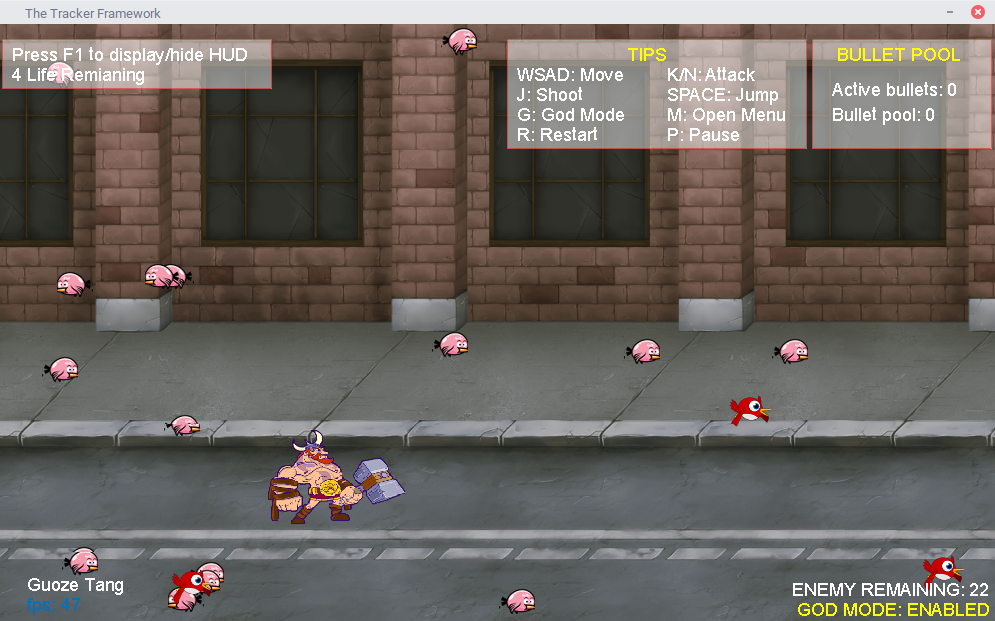 The Tracker Framework
Press F1 to display/hide HUD
4 Life Remianing
TIPS
WSAD: Move K/N: Attack
J: Shoot SPACE: Jump
G: God Mode M: Open Menu
R: Restart P: Pause
BULLET POOL
Active bullets: 0
Bullet pool: 0
Guoze Tang
fps: 47
ENEMY REMAINING: 22
GOD MODE: ENABLED